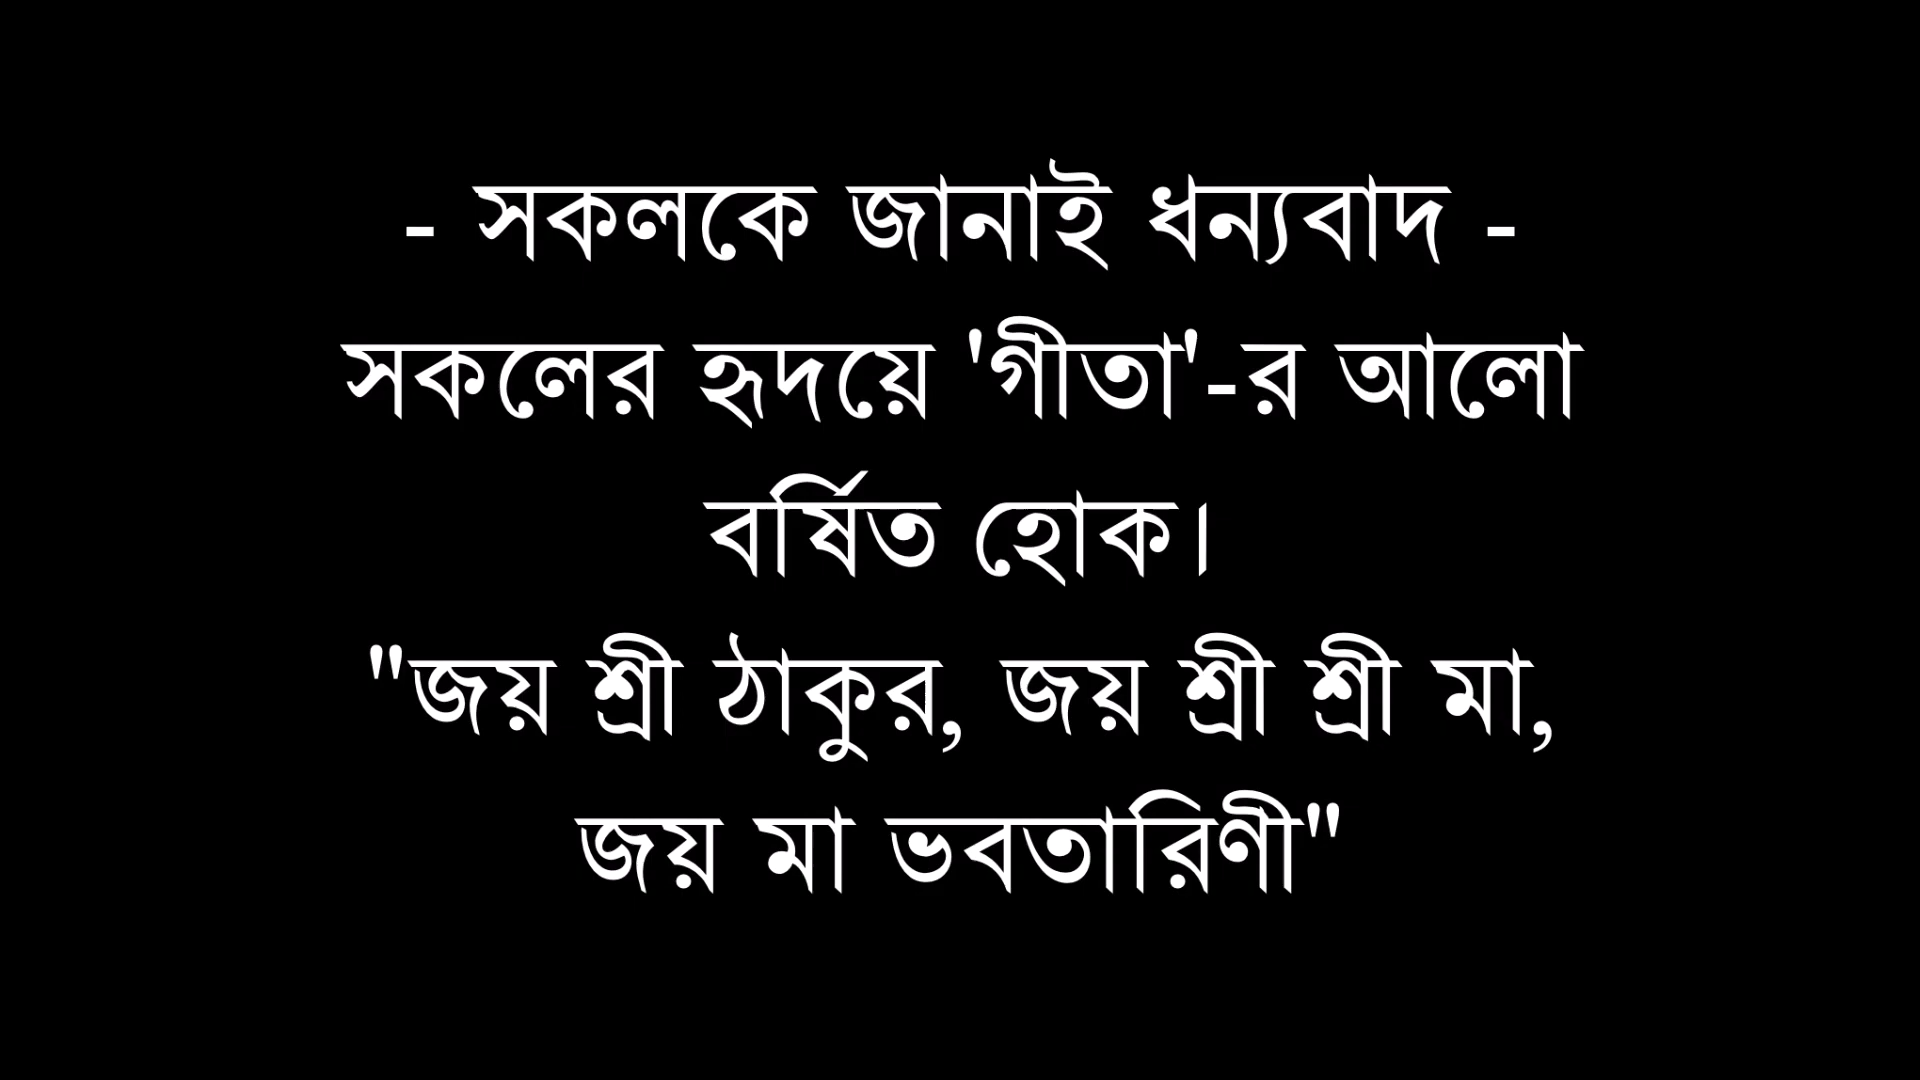 - সকলকে জানাই ধন্যবাদ -
সকলের হৃদয়ে 'গীতা'-র আলো
বর্ষিত হোক।
"জয় শ্রী ঠাকুর, জয় শ্রী শ্রী মা,
জয় মা ভবতারিণী"